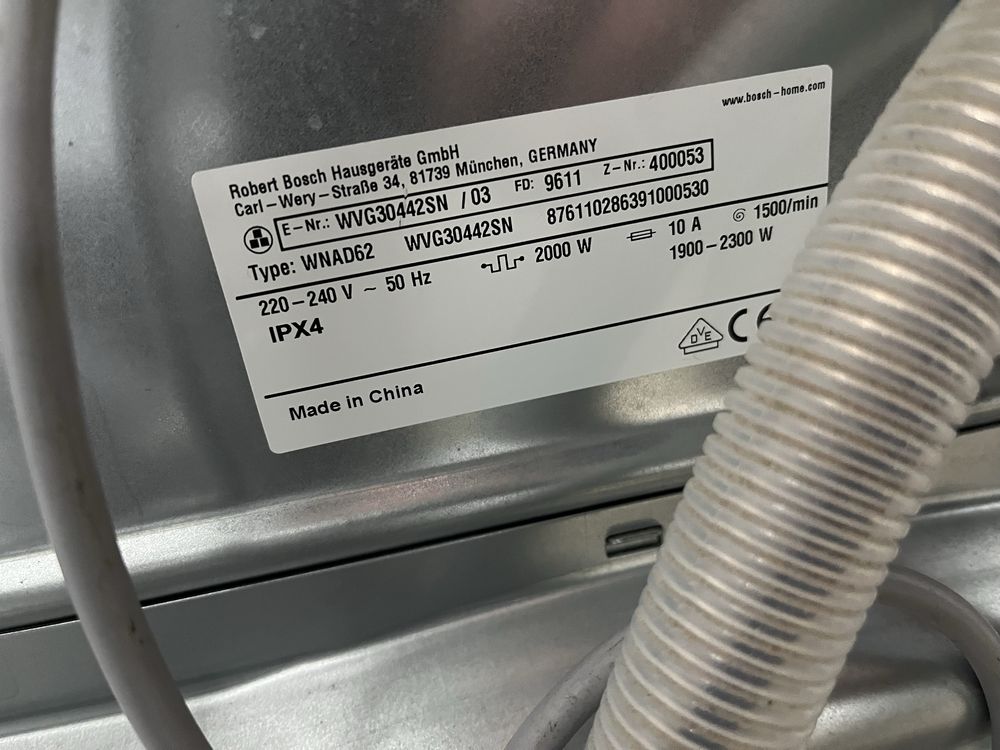 www.bosch-home.com
Robert Bosch Hausgeräte GmbH
Carl-Wery-Straße 34, 81739 München, GERMANY
E-Nr.: WVG30442SN /03 FD: 9611 Z-Nr.: 400053
Type: WNAD62 WVG30442SN 876110286391000530
220-240 V ~ 50 Hz 2000 W 10 A 1500/min
IPX4 1900-2300 W
DVE CE
Made in China